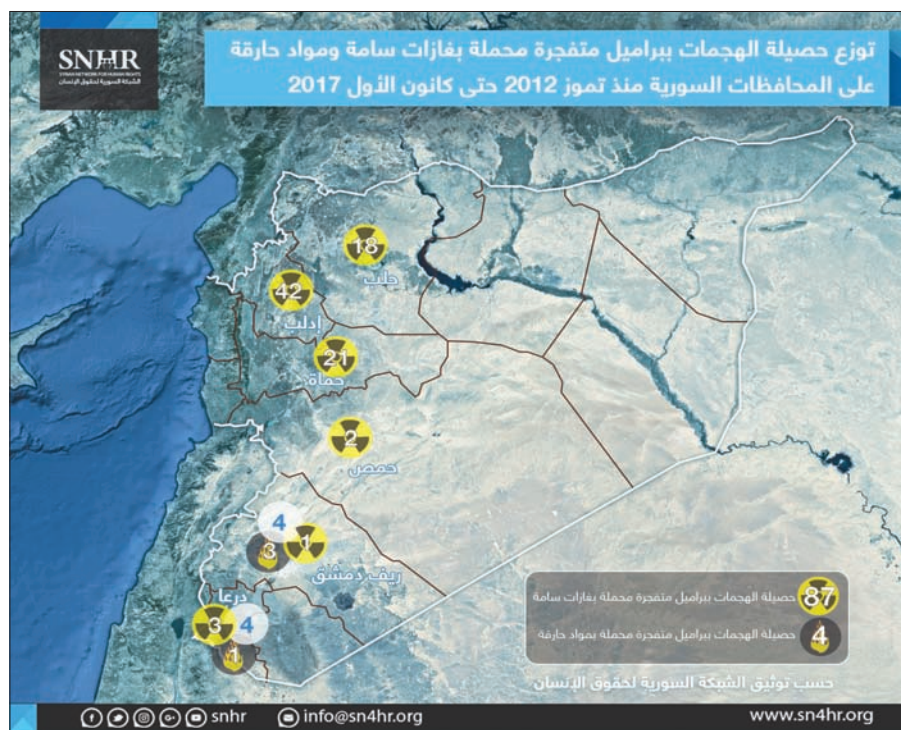 SNHR
SYRIAN NETWORK FOR HUMAN RIGHTS
الشبكة السورية لحقوق الإنسان
توزع حصيلة الهجمات ببراميل متفجرة محملة بغازات سامة ومواد حارقة
على المحافظات السورية منذ تموز 2012 حتى كانون الأول 2017
18
حلب
42
إدلب
21
حماة
2
حمص
4
3
1
ريف دمشق
درعا
3
4
1
87 حصيلة الهجمات ببراميل متفجرة محملة بغازات سامة
4 حصيلة الهجمات ببراميل متفجرة محملة بمواد حارقة
حسب توثيق الشبكة السورية لحقوق الإنسان
snhr info@sn4hr.org www.sn4hr.org